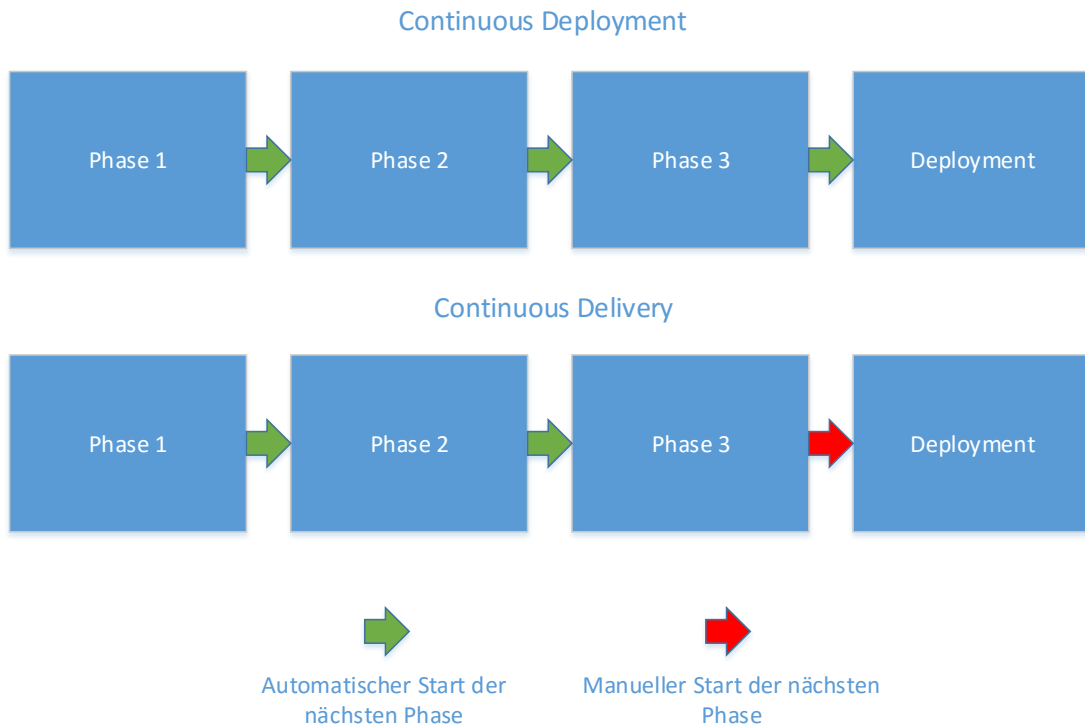 Continuous Deployment
Phase 1
Phase 2
Phase 3
Deployment
Continuous Delivery
Phase 1
Phase 2
Phase 3
Deployment
Automatischer Start der
nächsten Phase
Manueller Start der nächsten
Phase